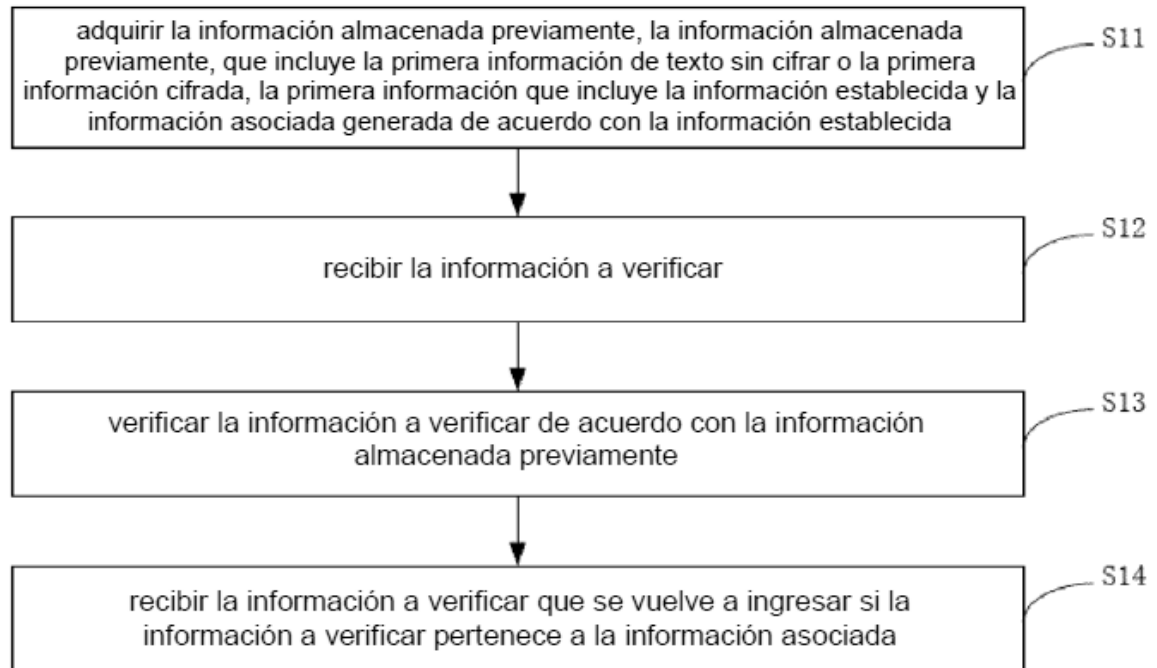 adquirir la información almacenada previamente, la información almacenada
previamente, que incluye la primera información de texto sin cifrar o la primera
información cifrada, la primera información que incluye la información establecida y la
información asociada generada de acuerdo con la información establecida
S11
recibir la información a verificar
S12
verificar la información a verificar de acuerdo con la información
almacenada previamente
S13
recibir la información a verificar que se vuelve a ingresar si la
información a verificar pertenece a la información asociada
S14